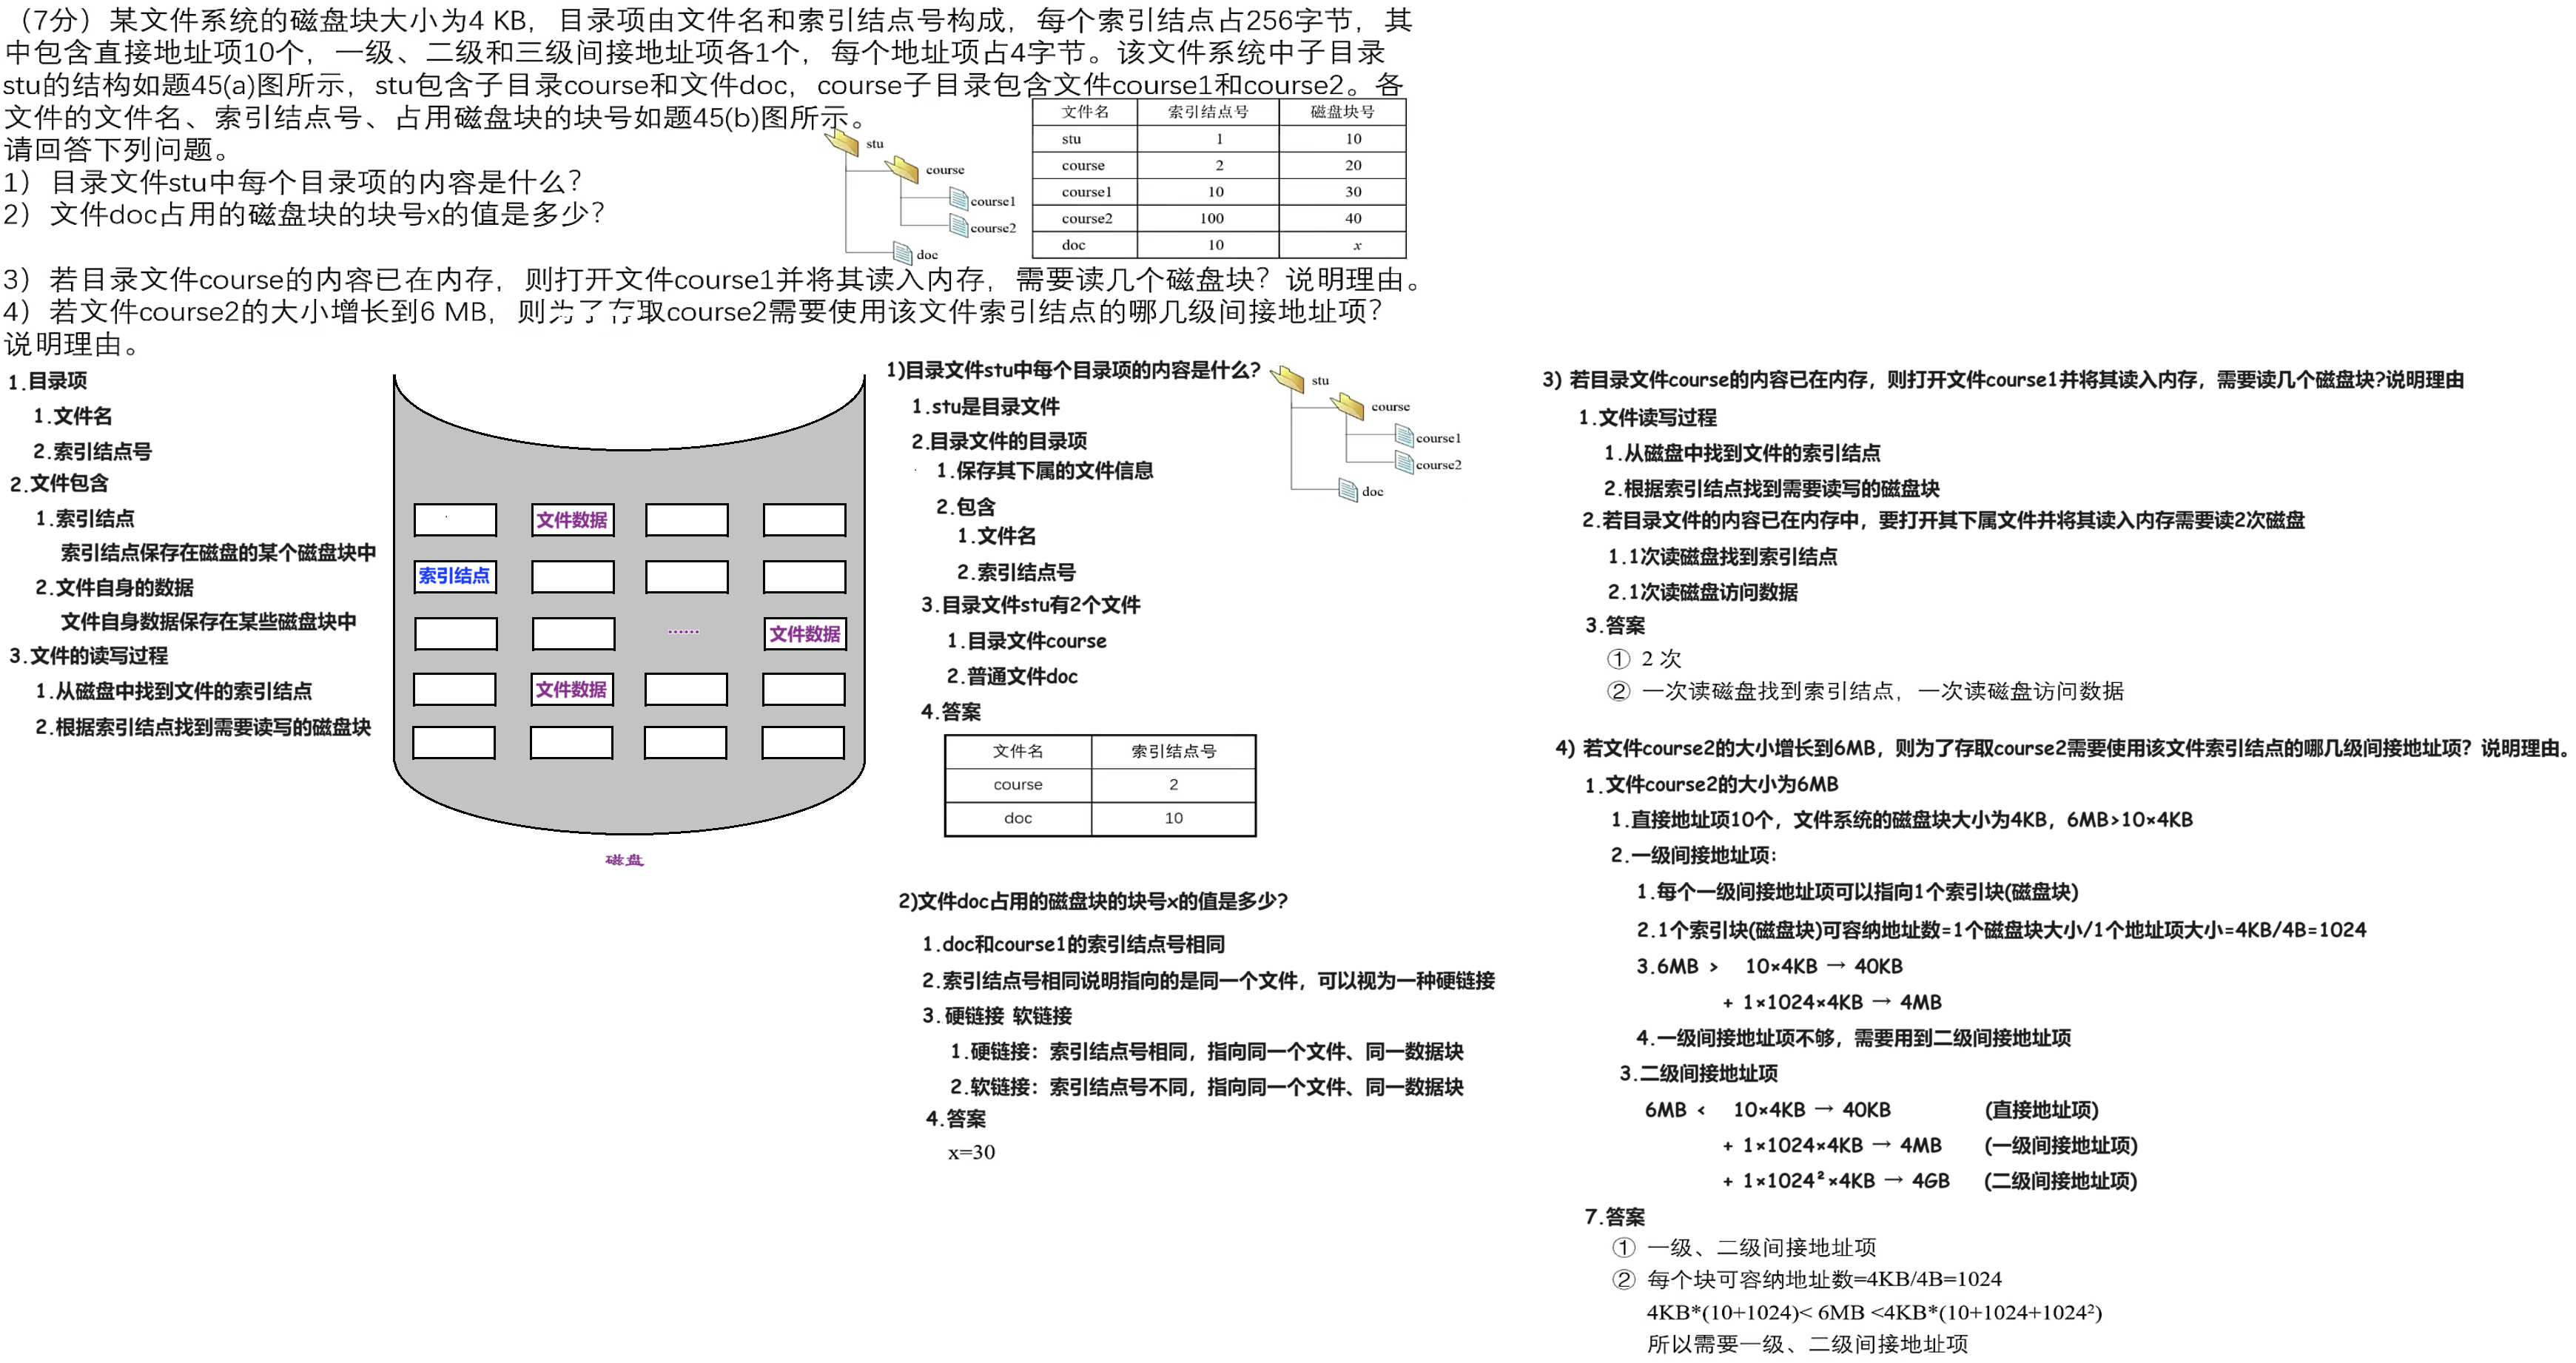 （7分）某文件系统的磁盘块大小为4 KB，目录项由文件名和索引结点号构成，每个索引结点占256字节，其
中包含直接地址项10个，一级、二级和三级间接地址项各1个，每个地址项占4字节。该文件系统中子目录
stu的结构如题45(a)图所示，stu包含子目录course和文件doc，course子目录包含文件course1和course2。各
文件的文件名、索引结点号、占用磁盘块的块号如题45(b)图所示。
请回答下列问题。
1）目录文件stu中每个目录项的内容是什么？
2）文件doc占用的磁盘块的块号x的值是多少？
stu
course
course1
course2
doc
文件名 索引结点号 磁盘块号
stu 1 10
course 2 20
course1 10 30
course2 100 40
doc 10 x
3）若目录文件course的内容已在内存，则打开文件course1并将其读入内存，需要读几个磁盘块？说明理由。
4）若文件course2的大小增长到6 MB，则为了存取course2需要使用该文件索引结点的哪几级间接地址项？
说明理由。
1.目录项
1.文件名
2.索引结点号
2.文件包含
1.索引结点
索引结点保存在磁盘的某个磁盘块中
2.文件自身的数据
文件自身数据保存在某些磁盘块中
3.文件的读写过程
1.从磁盘中找到文件的索引结点
2.根据索引结点找到需要读写的磁盘块
文件数据
索引结点
……
文件数据
文件数据
磁盘
1)目录文件stu中每个目录项的内容是什么?
1.stu是目录文件
2.目录文件的目录项
1.保存其下属的文件信息
2.包含
1.文件名
2.索引结点号
3.目录文件stu有2个文件
1.目录文件course
2.普通文件doc
4.答案
stu
course
course1
course2
doc
文件名 索引结点号
course 2
doc 10
2)文件doc占用的磁盘块的块号x的值是多少?
1.doc和course1的索引结点号相同
2.索引结点号相同说明指向的是同一个文件，可以视为一种硬链接
3.硬链接 软链接
1.硬链接：索引结点号相同，指向同一个文件、同一数据块
2.软链接：索引结点号不同，指向同一个文件、同一数据块
4.答案
x=30
3) 若目录文件course的内容已在内存，则打开文件course1并将其读入内存，需要读几个磁盘块?说明理由
1.文件读写过程
1.从磁盘中找到文件的索引结点
2.根据索引结点找到需要读写的磁盘块
2.若目录文件的内容已在内存中，要打开其下属文件并将其读入内存需要读2次磁盘
1.1次读磁盘找到索引结点
2.1次读磁盘访问数据
3.答案
① 2 次
② 一次读磁盘找到索引结点，一次读磁盘访问数据
4) 若文件course2的大小增长到6MB，则为了存取course2需要使用该文件索引结点的哪几级间接地址项？说明理由。
1.文件course2的大小为6MB
1.直接地址项10个，文件系统的磁盘块大小为4KB，6MB>10×4KB
2.一级间接地址项：
1.每个一级间接地址项可以指向1个索引块(磁盘块)
2.1个索引块(磁盘块)可容纳地址数=1个磁盘块大小/1个地址项大小=4KB/4B=1024
3.6MB > 10×4KB → 40KB
+ 1×1024×4KB → 4MB
4.一级间接地址项不够，需要用到二级间接地址项
3.二级间接地址项
6MB < 10×4KB → 40KB (直接地址项)
+ 1×1024×4KB → 4MB (一级间接地址项)
+ 1×1024²×4KB → 4GB (二级间接地址项)
7.答案
① 一级、二级间接地址项
② 每个块可容纳地址数=4KB/4B=1024
4KB*(10+1024)< 6MB <4KB*(10+1024+1024²)
所以需要一级、二级间接地址项